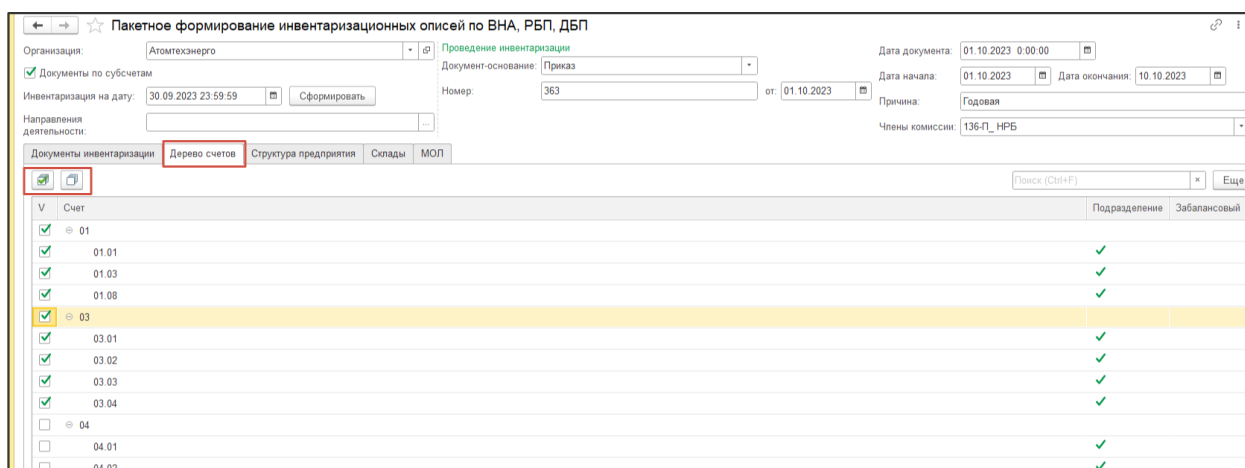 Пакетное формирование инвентаризационных описей по ВНА, РБП, ДБП
Организация: Атомтехэнерго
Документы по субсчетам
Инвентаризация на дату: 30.09.2023 23:59:59 Сформировать
Направления деятельности:
Проведение инвентаризации
Документ-основание: Приказ
Номер: 363 от: 01.10.2023
Дата документа: 01.10.2023 0:00:00
Дата начала: 01.10.2023 Дата окончания: 10.10.2023
Причина: Годовая
Члены комиссии: 136-П_ НРБ
Документы инвентаризации Дерево счетов Структура предприятия Склады МОЛ
Поиск (Ctrl+F) × Еще
V Счет Подразделение Забалансовый
01
01.01
01.03
01.08
03
03.01
03.02
03.03
03.04
04
04.01
04.02